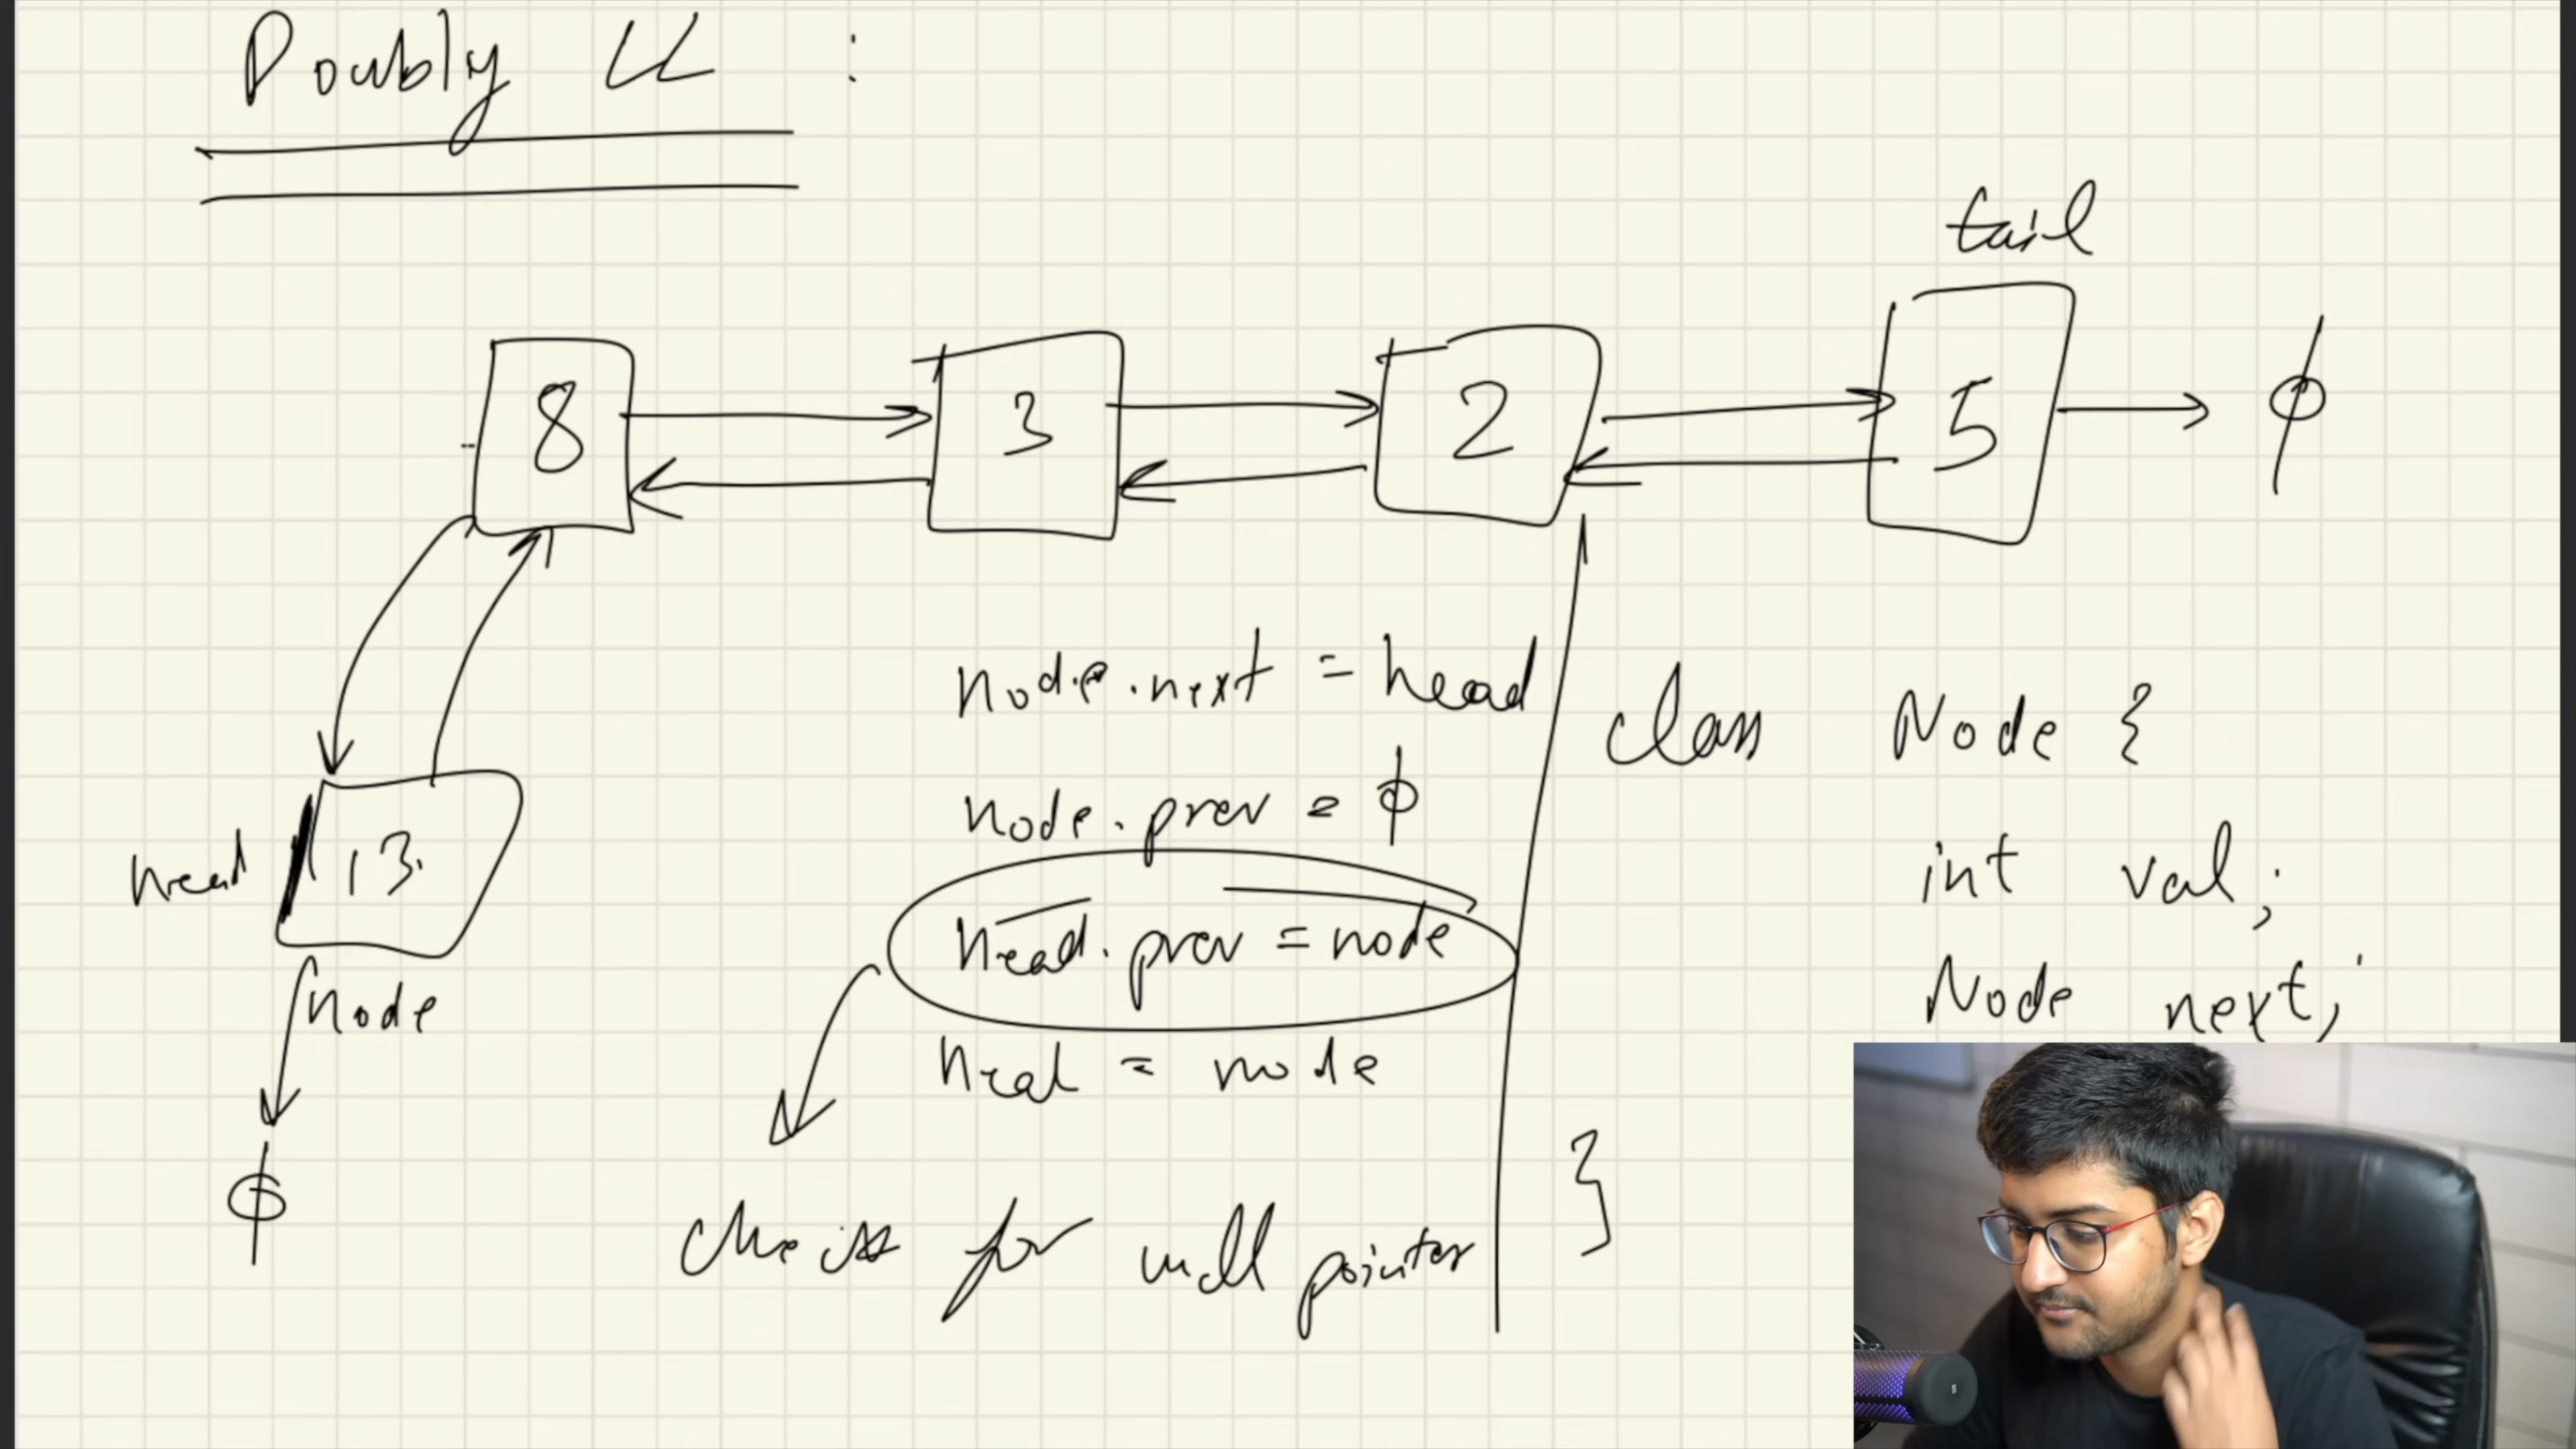 Doubly LL :
tail
8 3 2 5 φ
node.next = head
class Node {
node.prev = φ
int val;
head 13
head.prev = node
Node next;
node
head = node
}
φ
check for null pointer